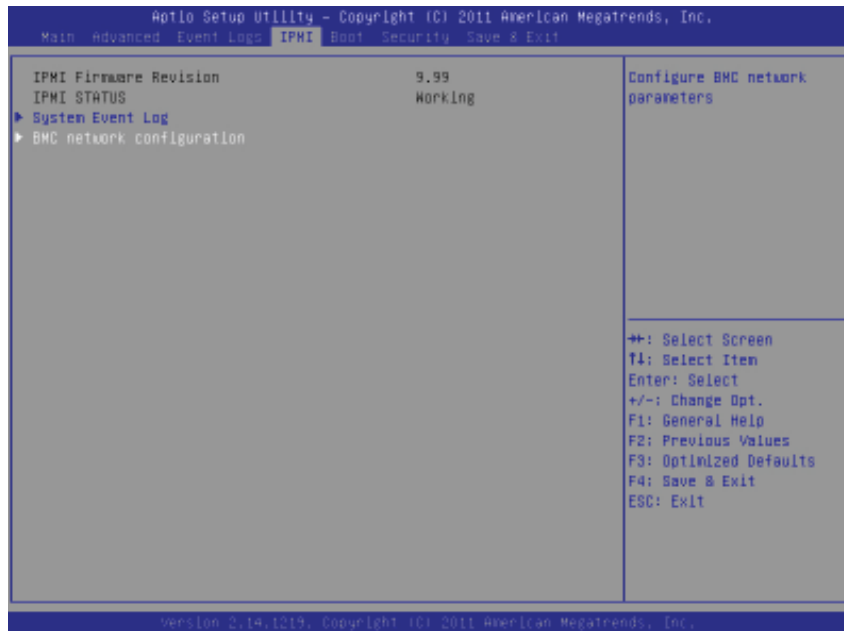 Aptio Setup Utility – Copyright (C) 2011 American Megatrends, Inc.
Main Advanced Event Logs IPMI Boot Security Save & Exit
IPMI Firmware Revision 9.99
IPMI STATUS Working
▶ System Event Log
▶ BMC network configuration
Configure BMC network
parameters
→←: Select Screen
↑↓: Select Item
Enter: Select
+/-: Change Opt.
F1: General Help
F2: Previous Values
F3: Optimized Defaults
F4: Save & Exit
ESC: Exit
Version 2.14.1219. Copyright (C) 2011 American Megatrends, Inc.